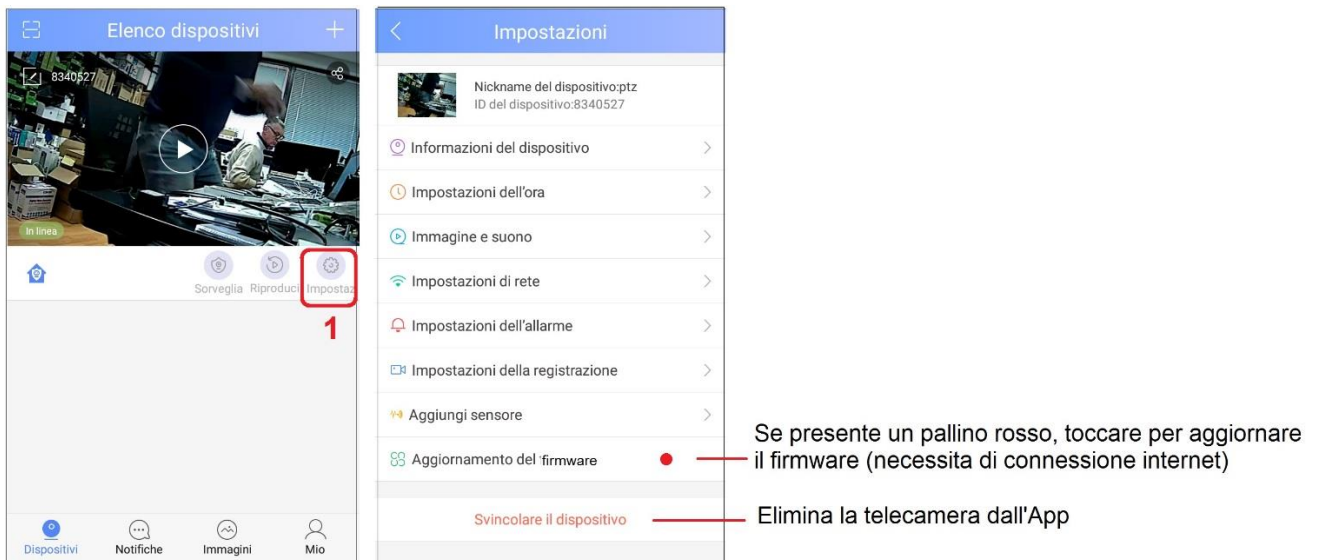 Elenco dispositivi
8340527
In linea
Sorveglia Riproduci Impostaz
1
Dispositivi Notifiche Immagini Mio
Impostazioni
Nickname del dispositivo:ptz
ID del dispositivo:8340527
Informazioni del dispositivo
Impostazioni dell'ora
Immagine e suono
Impostazioni di rete
Impostazioni dell'allarme
Impostazioni della registrazione
Aggiungi sensore
Aggiornamento del 'firmware
Svincolare il dispositivo
Se presente un pallino rosso, toccare per aggiornare
il firmware (necessita di connessione internet)
Elimina la telecamera dall'App